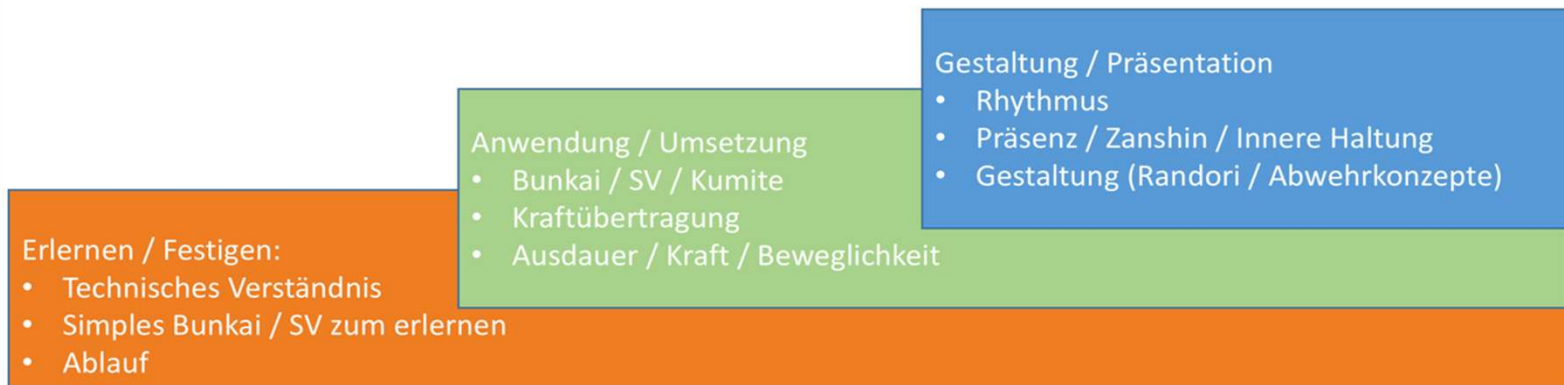 Gestaltung / Präsentation
• Rhythmus
• Präsenz / Zanshin / Innere Haltung
• Gestaltung (Randori / Abwehrkonzepte)
Anwendung / Umsetzung
• Bunkai / SV / Kumite
• Kraftübertragung
• Ausdauer / Kraft / Beweglichkeit
Erlernen / Festigen:
• Technisches Verständnis
• Simples Bunkai / SV zum erlernen
• Ablauf